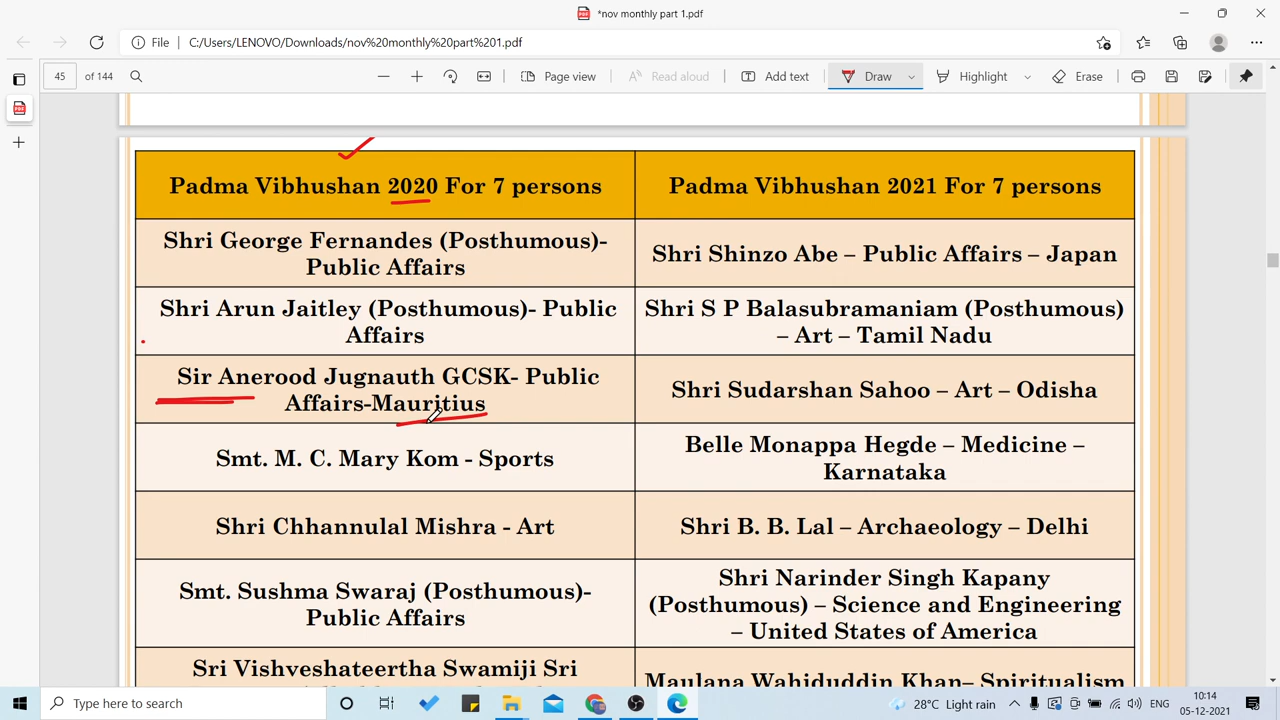 *nov monthly part 1.pdf
File C:/Users/LENOVO/Downloads/nov%20monthly%20part%201.pdf
45 of 144 Page view Read aloud Add text Draw Highlight Erase
Padma Vibhushan 2020 For 7 persons
Padma Vibhushan 2021 For 7 persons
Shri George Fernandes (Posthumous)-
Public Affairs
Shri Shinzo Abe – Public Affairs – Japan
Shri Arun Jaitley (Posthumous)- Public
Affairs
Shri S P Balasubramaniam (Posthumous)
– Art – Tamil Nadu
Sir Anerood Jugnauth GCSK- Public
Affairs-Mauritius
Shri Sudarshan Sahoo – Art – Odisha
Smt. M. C. Mary Kom - Sports
Belle Monappa Hegde – Medicine –
Karnataka
Shri Chhannulal Mishra - Art
Shri B. B. Lal – Archaeology – Delhi
Smt. Sushma Swaraj (Posthumous)-
Public Affairs
Shri Narinder Singh Kapany
(Posthumous) – Science and Engineering
– United States of America
Sri Vishveshateertha Swamiji Sri
Maulana Wahiduddin Khan– Spiritualism
Type here to search
28°C Light rain
ENG
10:14
05-12-2021